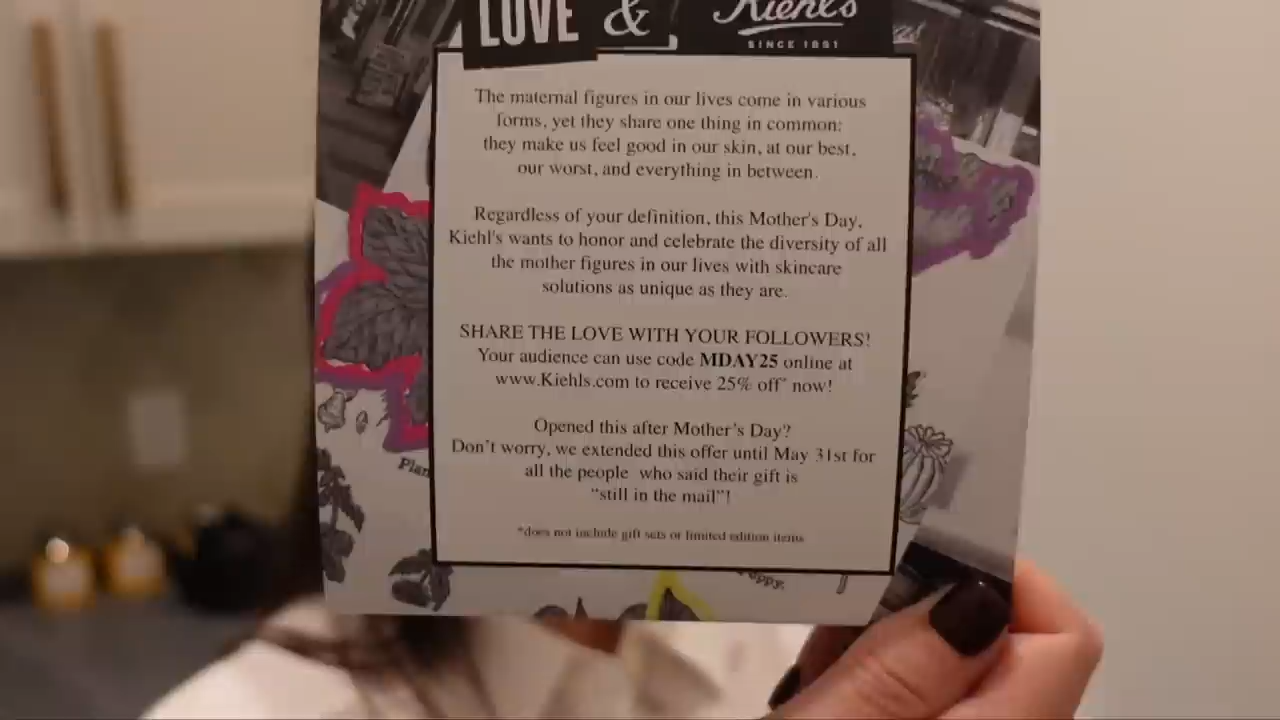 LOVE & Kiehl's
SINCE 1851
The maternal figures in our lives come in various
forms, yet they share one thing in common:
they make us feel good in our skin, at our best,
our worst, and everything in between.
Regardless of your definition, this Mother's Day,
Kiehl's wants to honor and celebrate the diversity of all
the mother figures in our lives with skincare
solutions as unique as they are.
SHARE THE LOVE WITH YOUR FOLLOWERS!
Your audience can use code MDAY25 online at
www.Kiehls.com to receive 25% off* now!
Opened this after Mother's Day?
Don't worry, we extended this offer until May 31st for
all the people who said their gift is
"still in the mail"!
*does not include gift sets or limited edition items